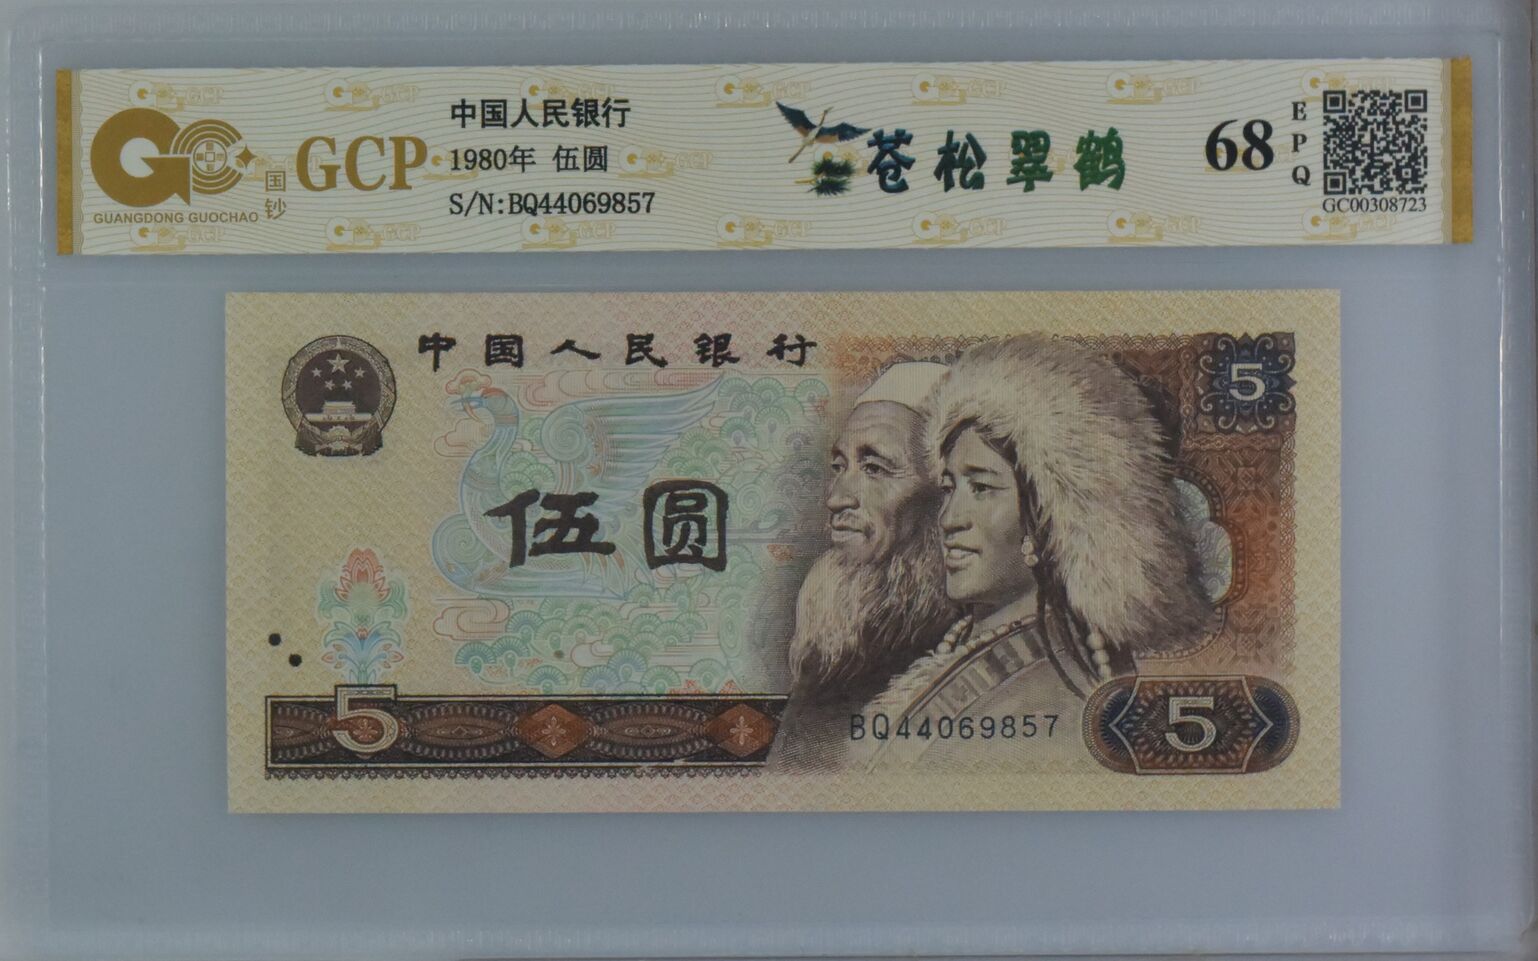 GCP
国
钞
GUANGDONG GUOCHAO
中国人民银行
1980年 伍圆
S/N:BQ44069857
苍松翠鹤
68
E
P
Q
GC00308723
中国人民银行
5
伍圆
5
BQ44069857
5